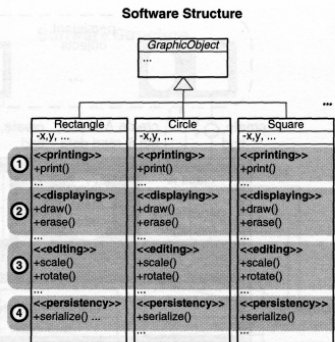 Software Structure
GraphicObject
...
...
Rectangle
-x,y, ...
Circle
-x,y, ...
Square
-x,y, ...
1
<<printing>>
+print()
...
<<printing>>
+print()
...
<<printing>>
+print()
...
2
<<displaying>>
+draw()
+erase()
...
<<displaying>>
+draw()
+erase()
...
<<displaying>>
+draw()
+erase()
...
3
<<editing>>
+scale()
+rotate()
...
<<editing>>
+scale()
+rotate()
...
<<editing>>
+scale()
+rotate()
...
4
<<persistency>>
+serialize() ...
<<persistency>>
+serialize()
...
<<persistency>>
+serialize()
...